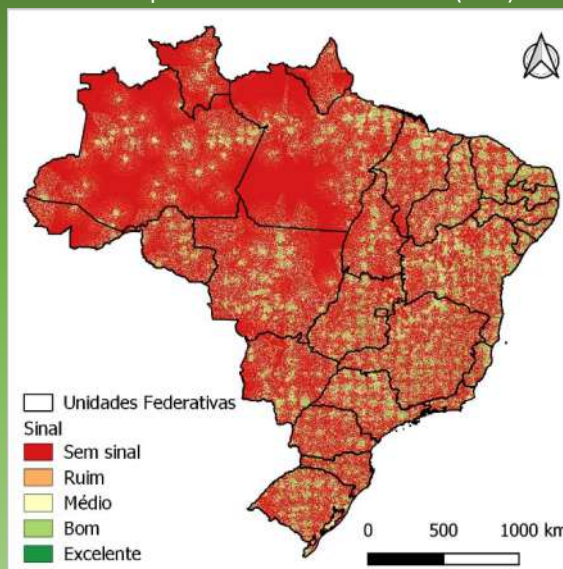 Unidades Federativas
Sinal
Sem sinal
Ruim
Médio
Bom
Excelente
0 500 1000 km